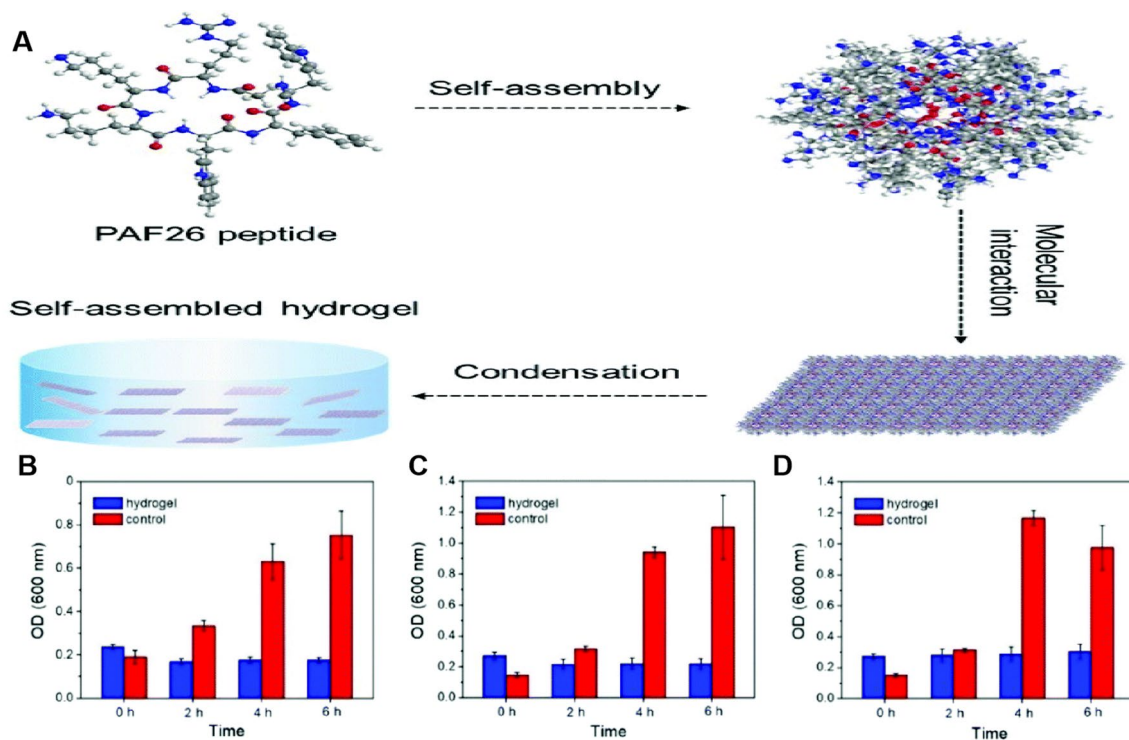 A
Self-assembly
PAF26 peptide
Molecular
interaction
Self-assembled hydrogel
Condensation
B
0
0.8
0.6
0.4
0.2
0.0
OD (600 nm)
hydrogel
control
0 h
2 h
4 h
6 h
Time
C
1.4
1.2
1.0
0.8
0.6
0.4
0.2
0.0
OD (600 nm)
hydrogel
control
0 h
2 h
4 h
6 h
Time
D
1.4
1.2
1.0
0.8
0.6
0.4
0.2
0.0
OD (600 nm)
hydrogel
control
0 h
2 h
4 h
6 h
Time